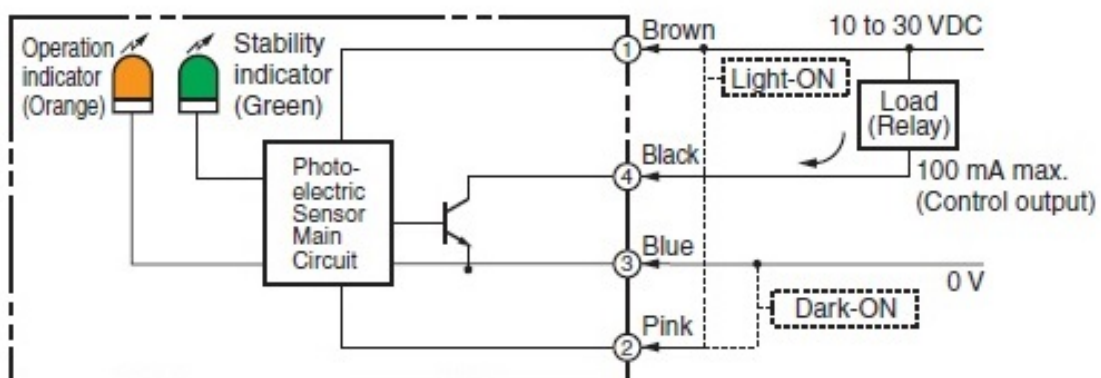 Operation
indicator
(Orange)
Stability
indicator
(Green)
Photo-
electric
Sensor
Main
Circuit
1
Brown
10 to 30 VDC
Light-ON
Load
(Relay)
4
Black
100 mA max.
(Control output)
3
Blue
0 V
Dark-ON
2
Pink